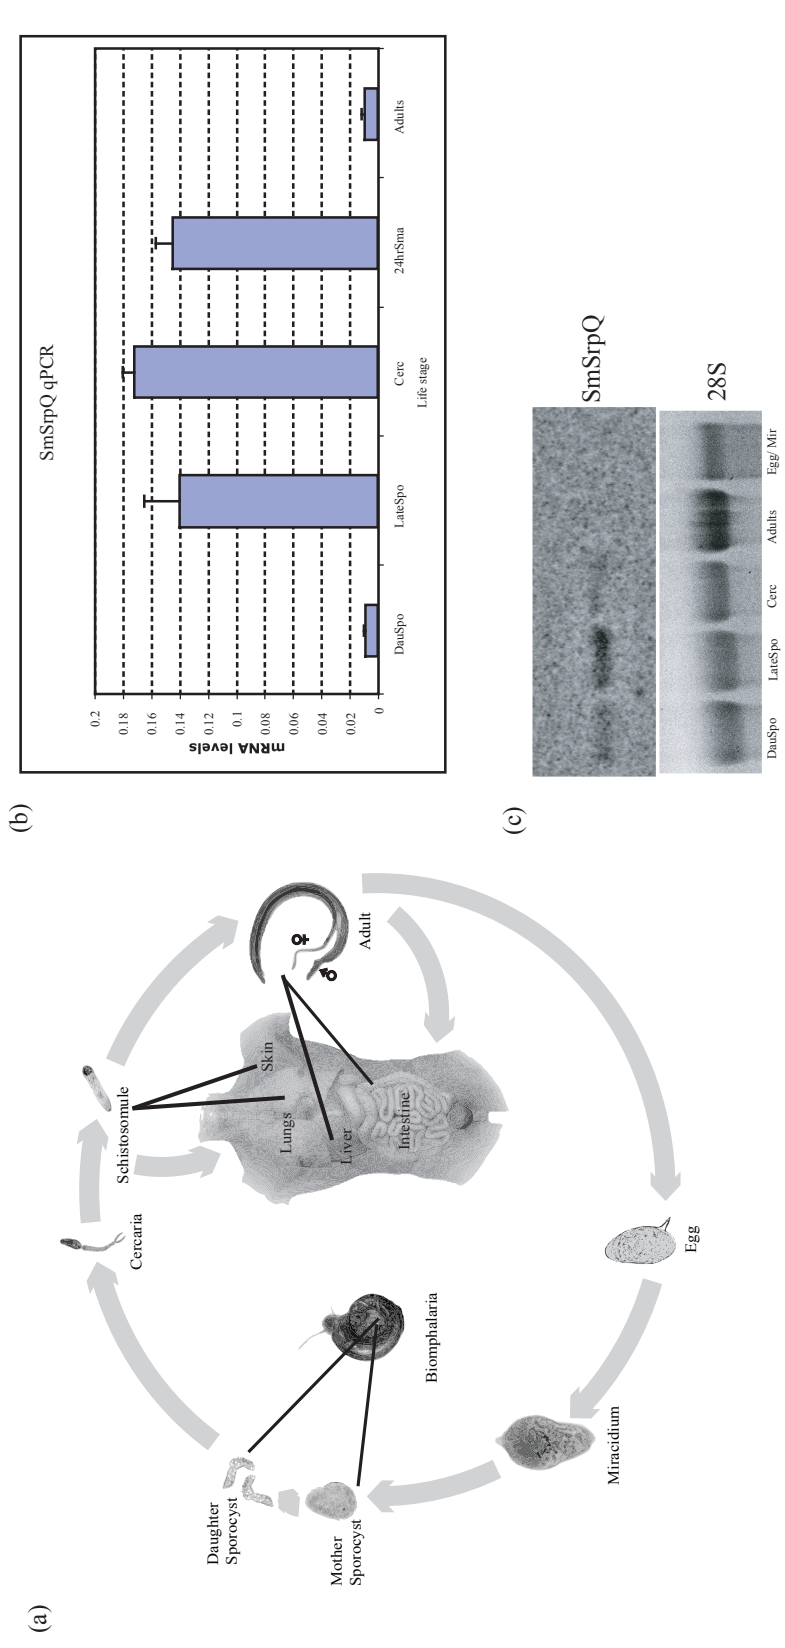 (a)
Cercaria
Schistosomule
Skin
Lungs
Liver
Intestine
♀
♂
Adult
Daughter
Sporocyst
Mother
Sporocyst
Biomphalaria
Miracidium
Egg
(b)
SmSrpQ qPCR
mRNA levels
0.2
0.18
0.16
0.14
0.12
0.1
0.08
0.06
0.04
0.02
0
DauSpo LateSpo Cerc 24hrSma Adults
Life stage
(c)
SmSrpQ
28S
DauSpo LateSpo Cerc Adults Egg/ Mir